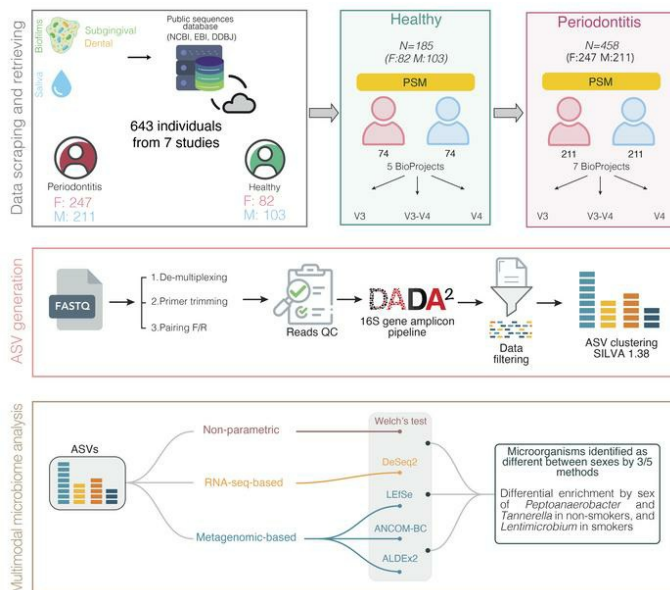 Data scraping and retrieving
Biofilms
Subgingival
Dental
Saliva
Public sequences
database
(NCBI, EBI, DDBJ)
643 individuals
from 7 studies
Periodontitis
F: 247
M: 211
Healthy
F: 82
M: 103
Healthy
N=185
(F:82 M:103)
PSM
74
74
5 BioProjects
V3
V3-V4
V4
Periodontitis
N=458
(F:247 M:211)
PSM
211
211
7 BioProjects
V3
V3-V4
V4
ASV generation
FASTQ
1.De-multiplexing
2.Primer trimming
3.Pairing F/R
Reads QC
DADA2
16S gene amplicon
pipeline
Data
filtering
ASV clustering
SILVA 1.38
Multimodal microbiome analysis
ASVs
Non-parametric
RNA-seq-based
Metagenomic-based
Welch's test
DeSeq2
LEfSe
ANCOM-BC
ALDEx2
Microorganisms identified as
different between sexes by 3/5
methods
Differential enrichment by sex
of Peptoanaerobacter and
Tannerella in non-smokers, and
Lentimicrobium in smokers